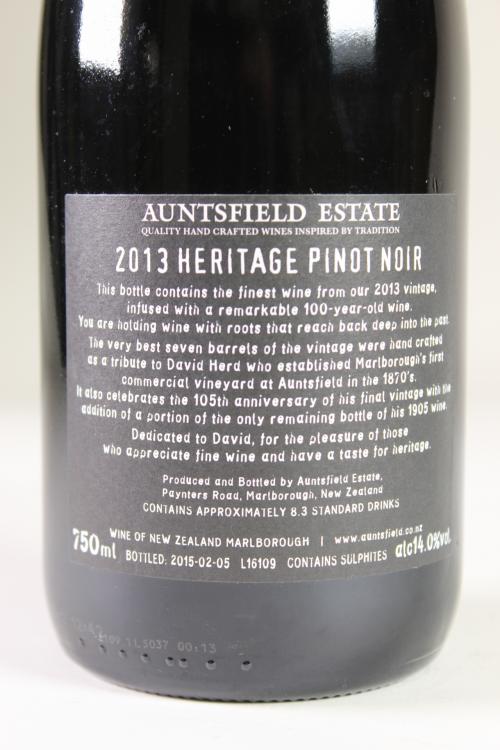 AUNTSFIELD ESTATE
QUALITY HAND CRAFTED WINES INSPIRED BY TRADITION
2013 HERITAGE PINOT NOIR
This bottle contains the finest wine from our 2013 vintage,
infused with a remarkable 100-year-old wine.
You are holding wine with roots that reach back deep into the past.
The very best seven barrels of the vintage were hand crafted
as a tribute to David Herd who established Marlborough's first
commercial vineyard at Auntsfield in the 1870's.
It also celebrates the 105th anniversary of his final vintage with the
addition of a portion of the only remaining bottle of his 1905 wine.
Dedicated to David, for the pleasure of those
who appreciate fine wine and have a taste for heritage.
Produced and Bottled by Auntsfield Estate,
Paynters Road, Marlborough, New Zealand
CONTAINS APPROXIMATELY 8.3 STANDARD DRINKS
WINE OF NEW ZEALAND MARLBOROUGH | www.auntsfield.co.nz
750ml BOTTLED: 2015-02-05 L16109 CONTAINS SULPHITES alc14.0%vol.
00:13